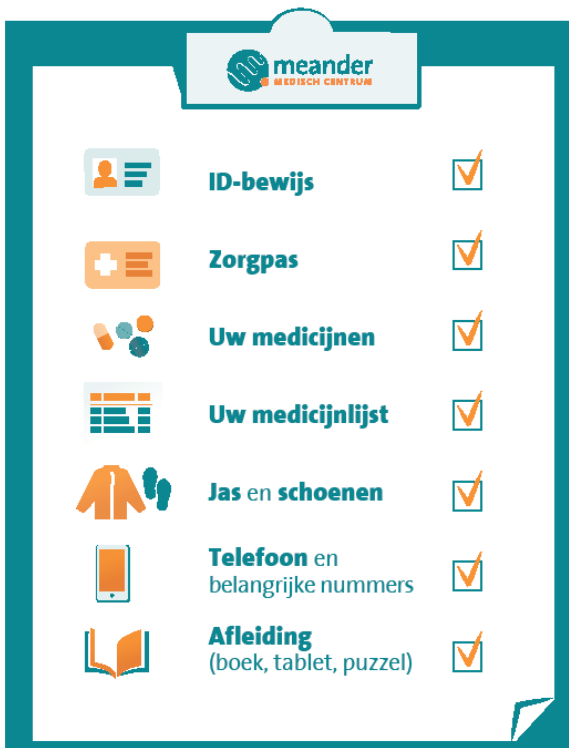 meander
MEDISCH CENTRUM
ID-bewijs
Zorgpas
Uw medicijnen
Uw medicijnlijst
Jas en schoenen
Telefoon en
belangrijke nummers
Afleiding
(boek, tablet, puzzel)